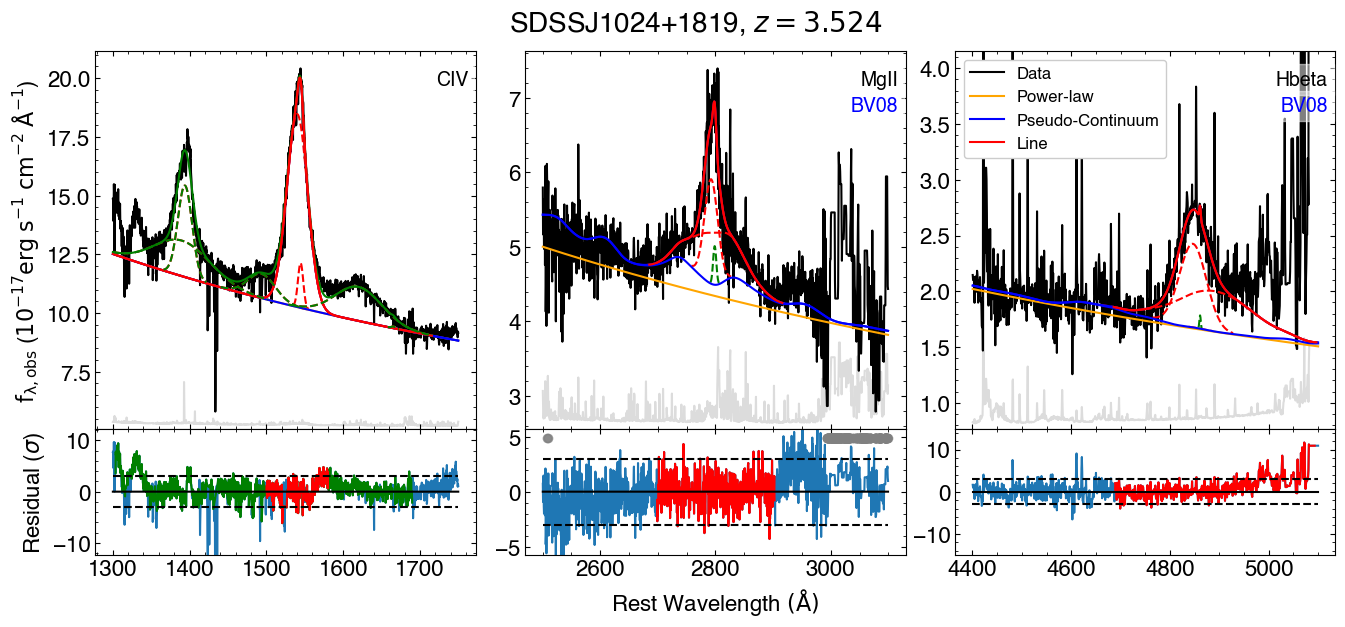 SDSSJ1024+1819, z = 3.524
f_λ, obs (10⁻¹⁷erg s⁻¹ cm⁻² Å⁻¹)
20.0
17.5
15.0
12.5
10.0
7.5
CIV
7
6
5
4
3
MgII
BV08
4.0
3.5
3.0
2.5
2.0
1.5
1.0
Data
Power-law
Pseudo-Continuum
Line
Hbeta
BV08
Residual (σ)
10
0
−10
1300 1400 1500 1600 1700
5
0
−5
2600 2800 3000
10
0
−10
4400 4600 4800 5000
Rest Wavelength (Å)